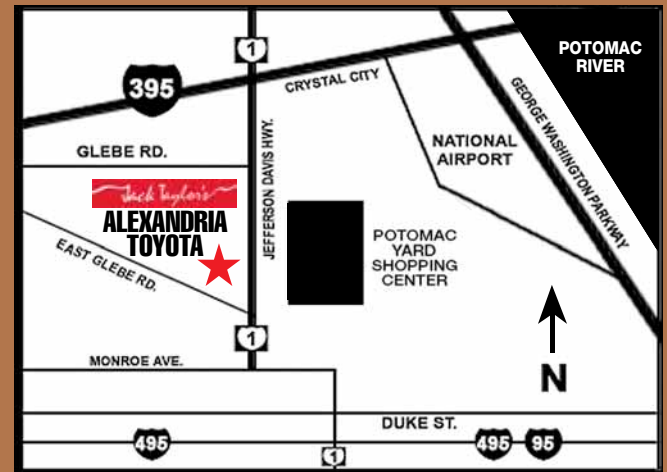 1
POTOMAC
RIVER
395
CRYSTAL CITY
GEORGE WASHINGTON PARKWAY
GLEBE RD.
JEFFERSON DAVIS HWY.
NATIONAL
AIRPORT
Jack Taylor's
ALEXANDRIA
TOYOTA
EAST GLEBE RD.
POTOMAC
YARD
SHOPPING
CENTER
1
MONROE AVE.
N
DUKE ST.
495
1
495
95